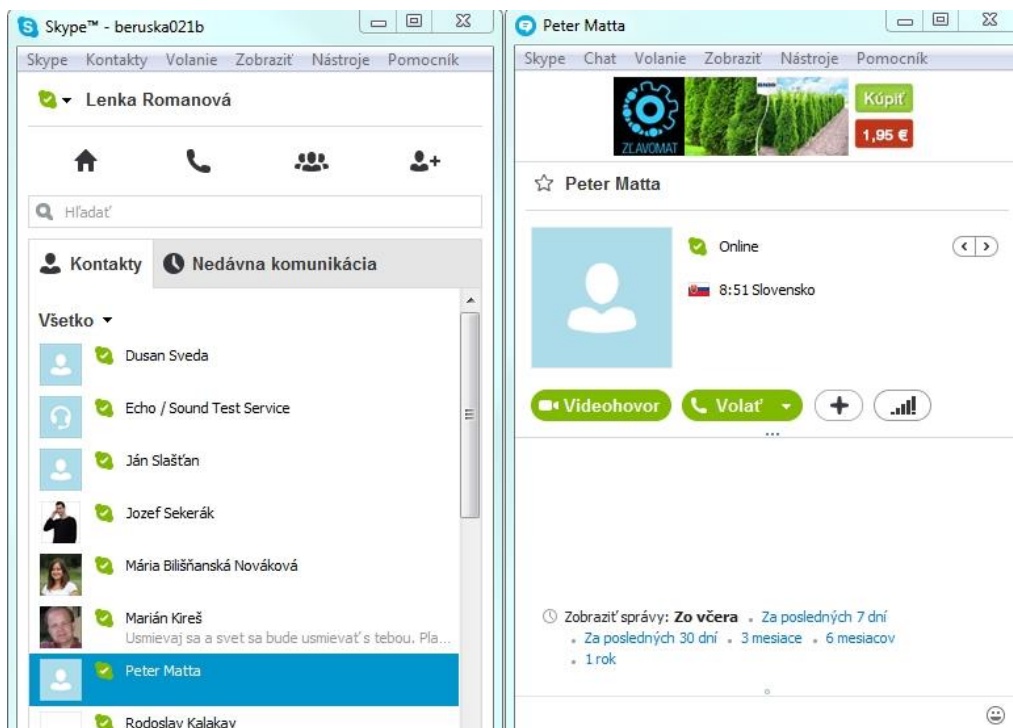 Skype™ - beruska021b
Skype Kontakty Volanie Zobraziť Nástroje Pomocník
Lenka Romanová
Hľadať
Kontakty Nedávna komunikácia
Všetko
Dusan Sveda
Echo / Sound Test Service
Ján Slašťan
Jozef Sekerák
Mária Bilišňanská Nováková
Marián Kireš
Usmievaj sa a svet sa bude usmievať s tebou. Pla...
Peter Matta
Rodoslav Kalakay
Peter Matta
Skype Chat Volanie Zobraziť Nástroje Pomocník
ZĽAVOMAT
Kúpiť
1,95 €
Peter Matta
Online
8:51 Slovensko
Videohovor Volať
Zobraziť správy: Zo včera Za posledných 7 dní
Za posledných 30 dní 3 mesiace 6 mesiacov
1 rok